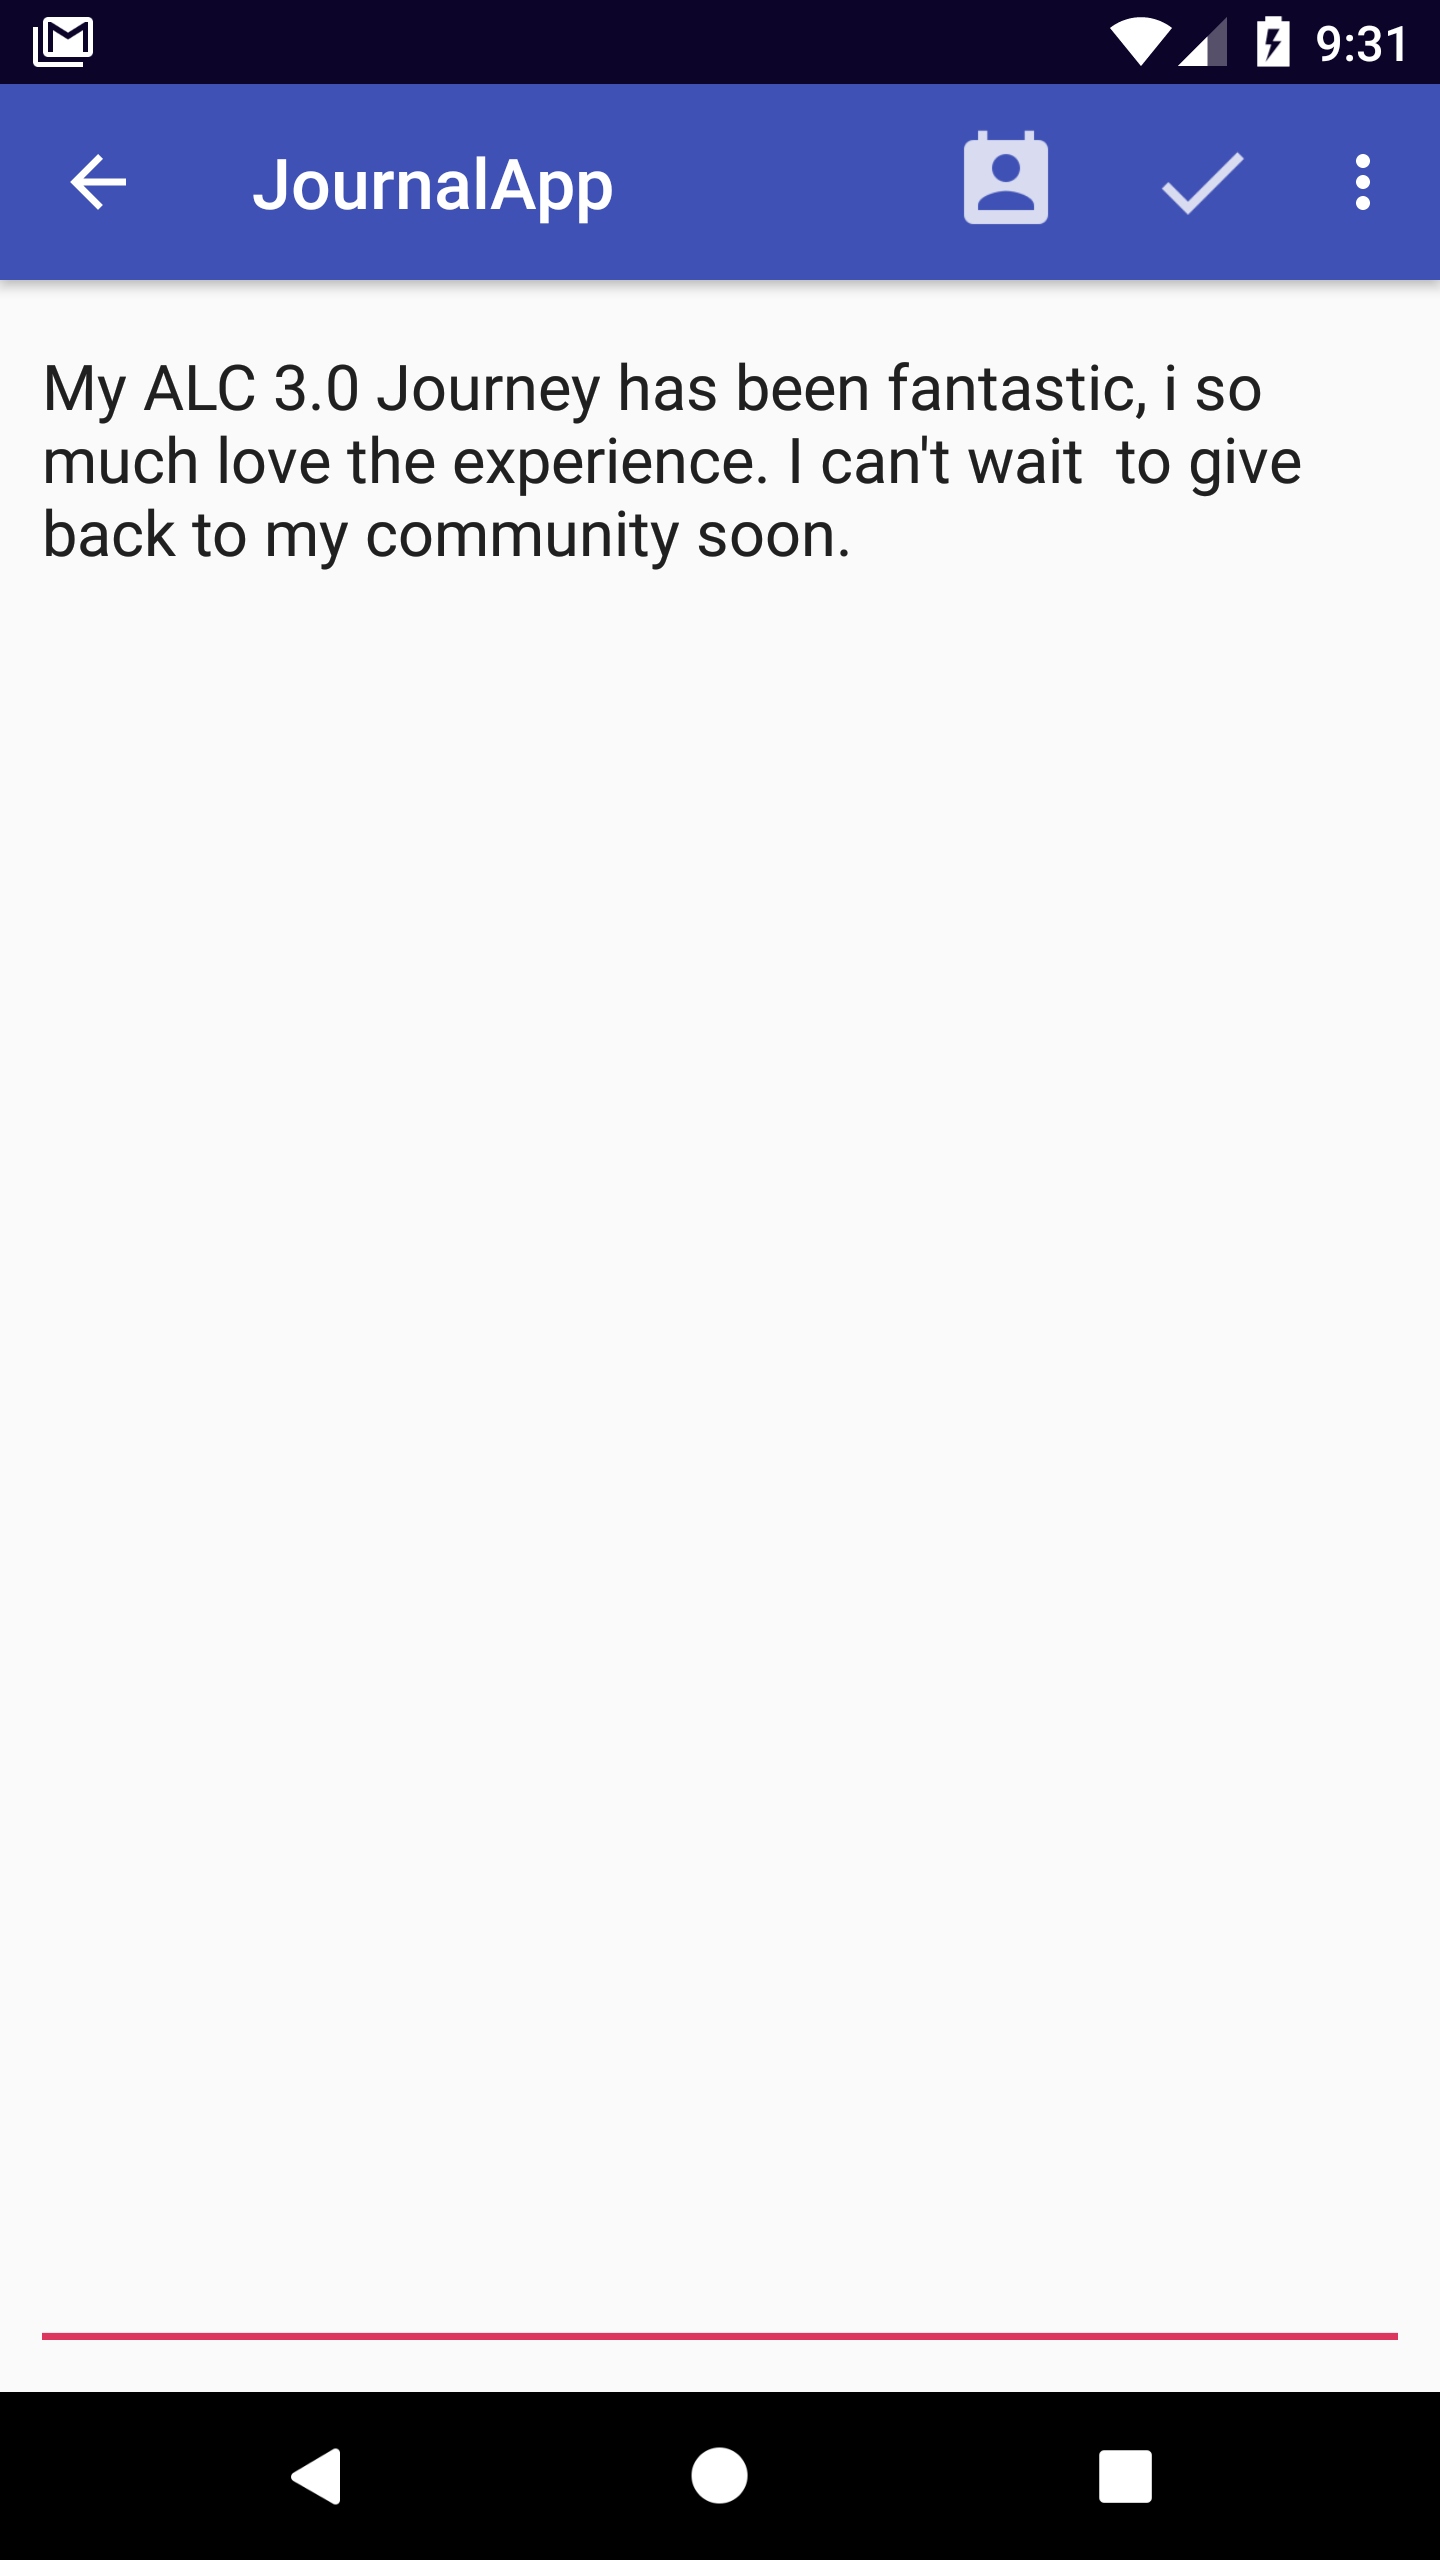 9:31
JournalApp
My ALC 3.0 Journey has been fantastic, i so
much love the experience. I can't wait  to give
back to my community soon.